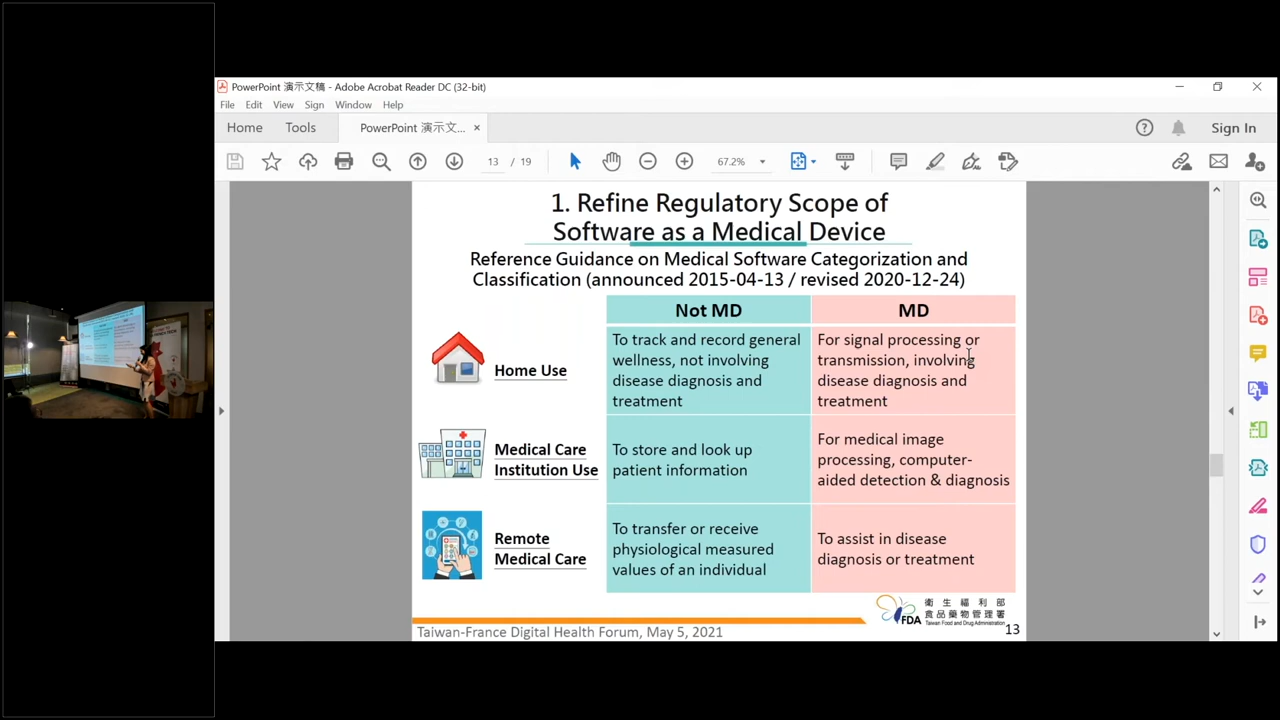 PowerPoint 演示文稿 - Adobe Acrobat Reader DC (32-bit)
File Edit View Sign Window Help
Home Tools PowerPoint 演示文... × Sign In
13 / 19 67.2%
1. Refine Regulatory Scope of
Software as a Medical Device
Reference Guidance on Medical Software Categorization and
Classification (announced 2015-04-13 / revised 2020-12-24)
Not MD
MD
Home Use
To track and record general
wellness, not involving
disease diagnosis and
treatment
For signal processing or
transmission, involving
disease diagnosis and
treatment
Medical Care
Institution Use
To store and look up
patient information
For medical image
processing, computer-
aided detection & diagnosis
Remote
Medical Care
To transfer or receive
physiological measured
values of an individual
To assist in disease
diagnosis or treatment
FDA
衛生福利部
食品藥物管理署
Taiwan Food and Drug Administration
Taiwan-France Digital Health Forum, May 5, 2021
13